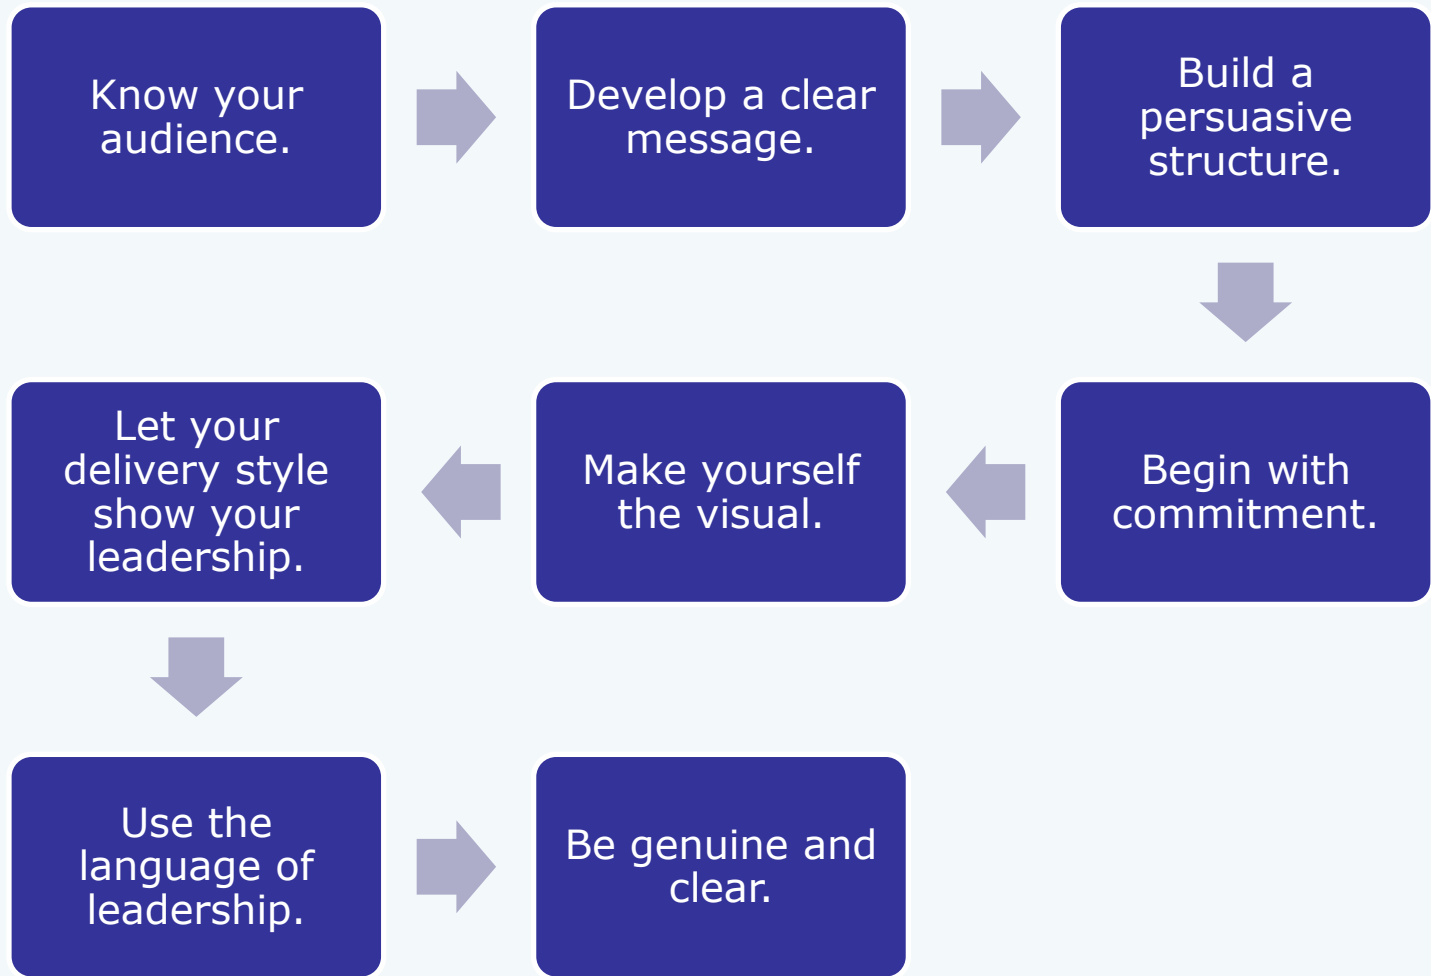 Know your
audience.
Develop a clear
message.
Build a
persuasive
structure.
Begin with
commitment.
Make yourself
the visual.
Let your
delivery style
show your
leadership.
Use the
language of
leadership.
Be genuine and
clear.